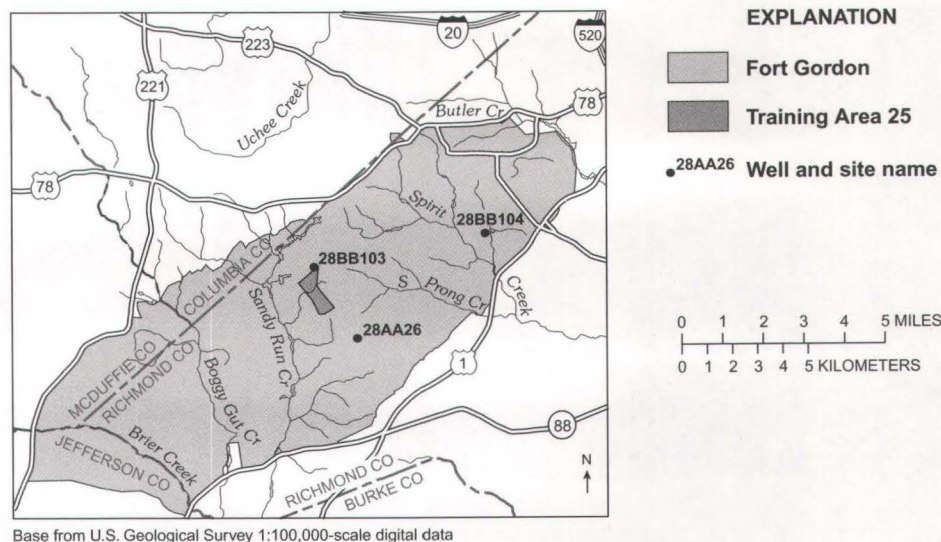 20
520
223
221
Uchee Creek
Butler Cr
78
78
Spirit
28BB104
COLUMBIA CO
28BB103
S Prong Cr
Creek
Sandy Run Cr
28AA26
MCDUFFIE CO
RICHMOND CO
Boggy Gut Cr
1
88
Brier Creek
JEFFERSON CO
RICHMOND CO
BURKE CO
N
Base from U.S. Geological Survey 1:100,000-scale digital data
EXPLANATION
Fort Gordon
Training Area 25
28AA26 Well and site name
0 1 2 3 4 5 MILES
0 1 2 3 4 5 KILOMETERS